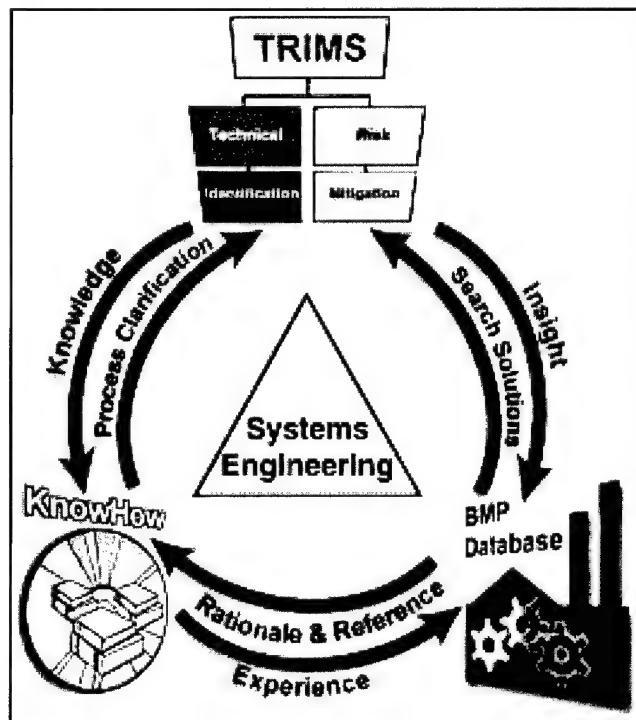 TRIMS
Technical
Risk
Identification
Mitigation
Knowledge
Process Clarification
Insight
Search Solutions
Systems
Engineering
KnowHow
BMP
Database
Rationale & Reference
Experience